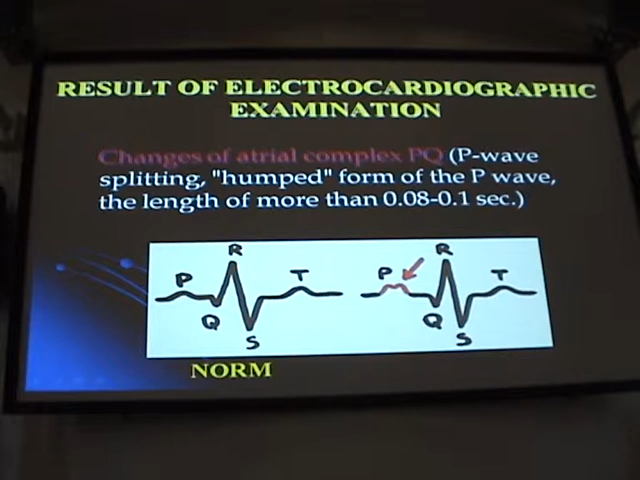 RESULT OF ELECTROCARDIOGRAPHIC
EXAMINATION
Changes of atrial complex PQ (P-wave
splitting, "humped" form of the P wave,
the length of more than 0.08-0.1 sec.)
R R
P T P T
Q Q
S S
NORM